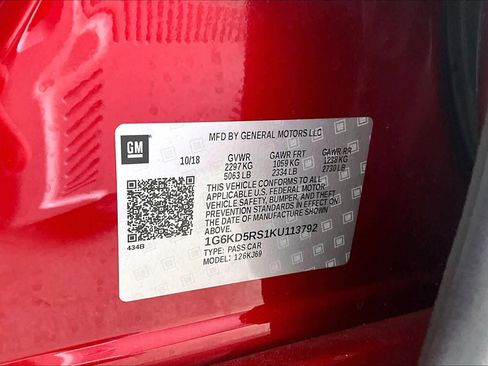 MFD BY GENERAL MOTORS LLC
GM
10/18 GVWR GAWR FRT GAWR RR
2297 KG 1059 KG 1239 KG
5063 LB 2334 LB 2730 LB
THIS VEHICLE CONFORMS TO ALL
APPLICABLE U.S. FEDERAL MOTOR
VEHICLE SAFETY, BUMPER, AND THEFT
PREVENTION STANDARDS IN EFFECT ON
THE DATE OF MANUFACTURE SHOWN
ABOVE.
434B
1G6KD5RS1KU113792
TYPE: PASS CAR
MODEL: 126KJ69